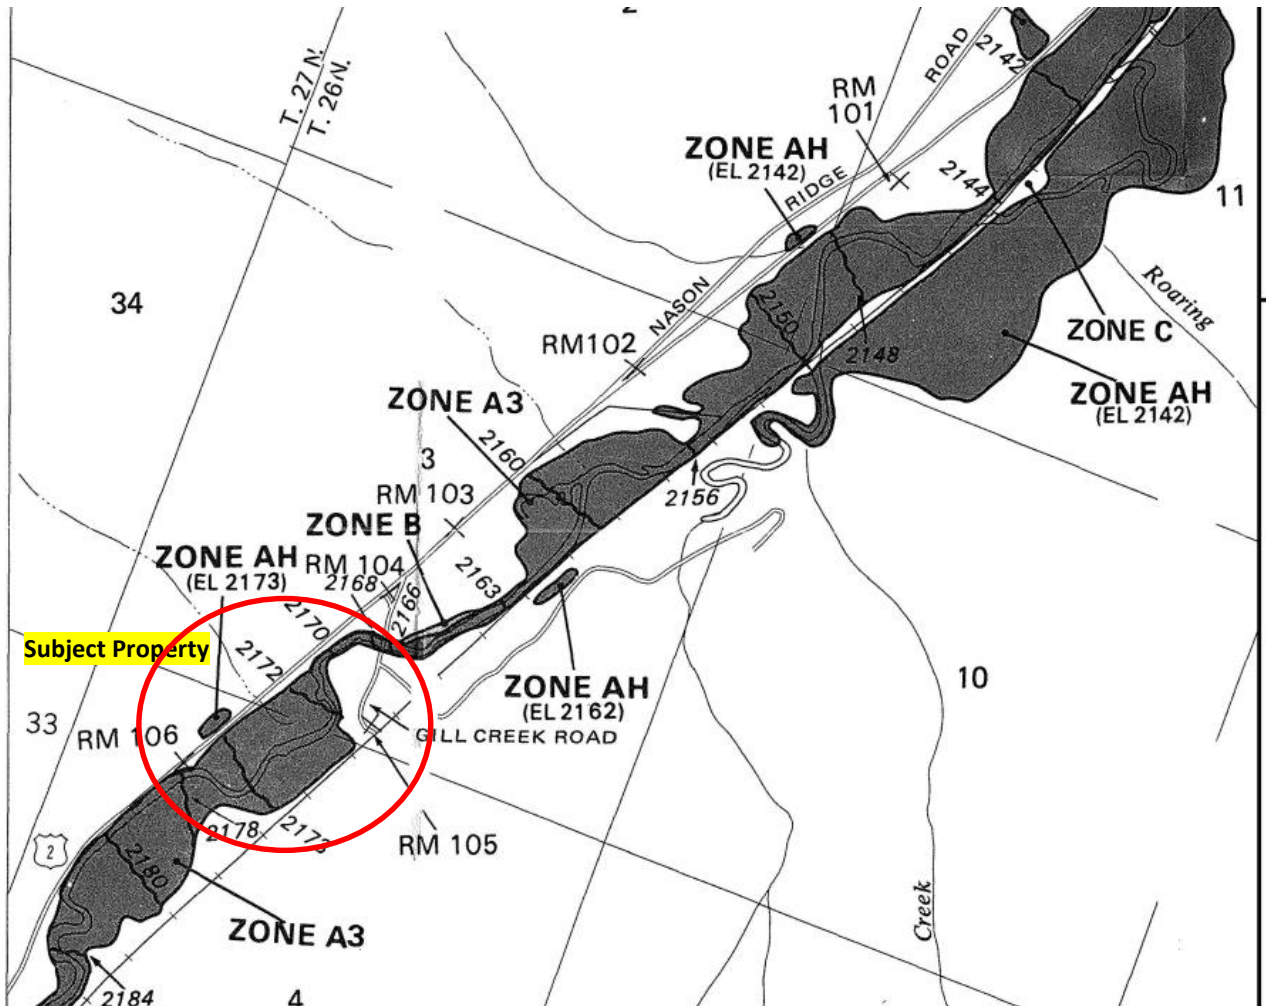 2
T. 27 N.
T. 26 N.
ROAD
2142
RM
101
ZONE AH
(EL 2142)
RIDGE
2144
11
Roaring
34
NASON
2150
2148
ZONE C
RM102
ZONE AH
(EL 2142)
ZONE A3
2160
3
RM 103
2156
ZONE B
ZONE AH
(EL 2173)
RM 104
2168
2163
2166
2170
Subject Property
2172
ZONE AH
(EL 2162)
10
33
RM 106
GILL CREEK ROAD
2178
RM 105
2
2180
Creek
ZONE A3
2184
4